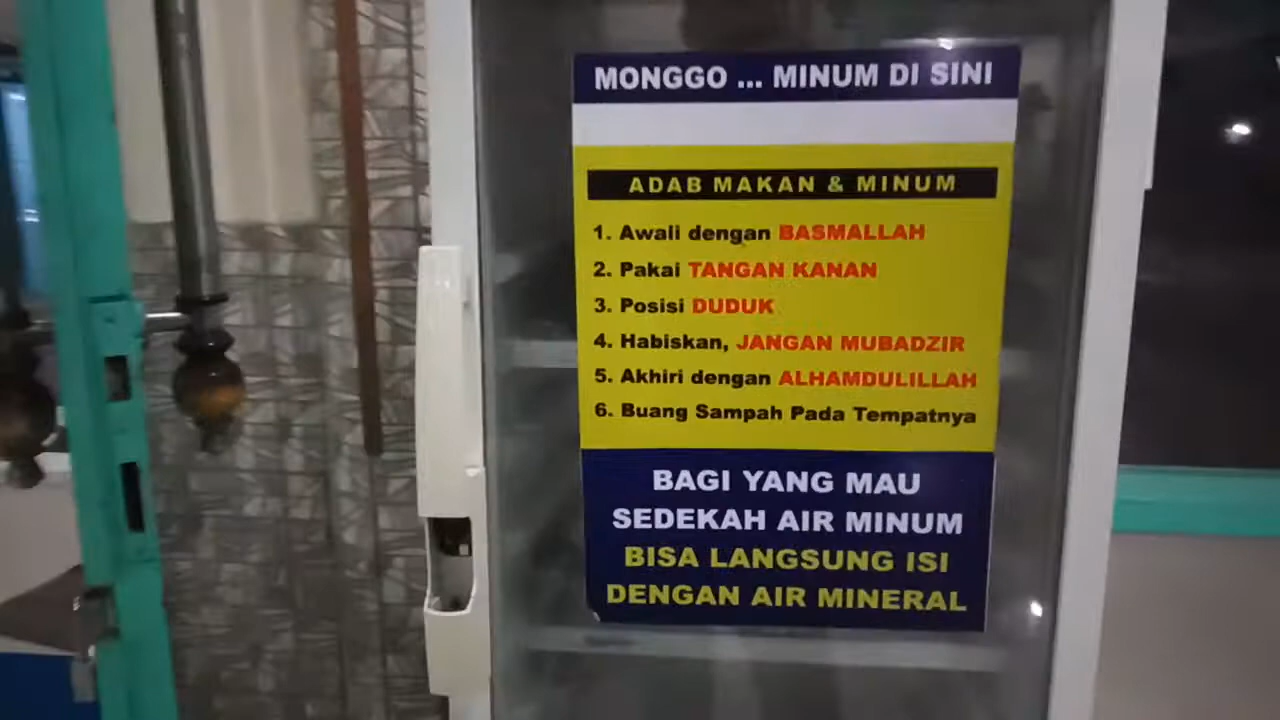 MONGGO ... MINUM DI SINI
ADAB MAKAN & MINUM
1. Awali dengan BASMALLAH
2. Pakai TANGAN KANAN
3. Posisi DUDUK
4. Habiskan, JANGAN MUBADZIR
5. Akhiri dengan ALHAMDULILLAH
6. Buang Sampah Pada Tempatnya
BAGI YANG MAU
SEDEKAH AIR MINUM
BISA LANGSUNG ISI
DENGAN AIR MINERAL